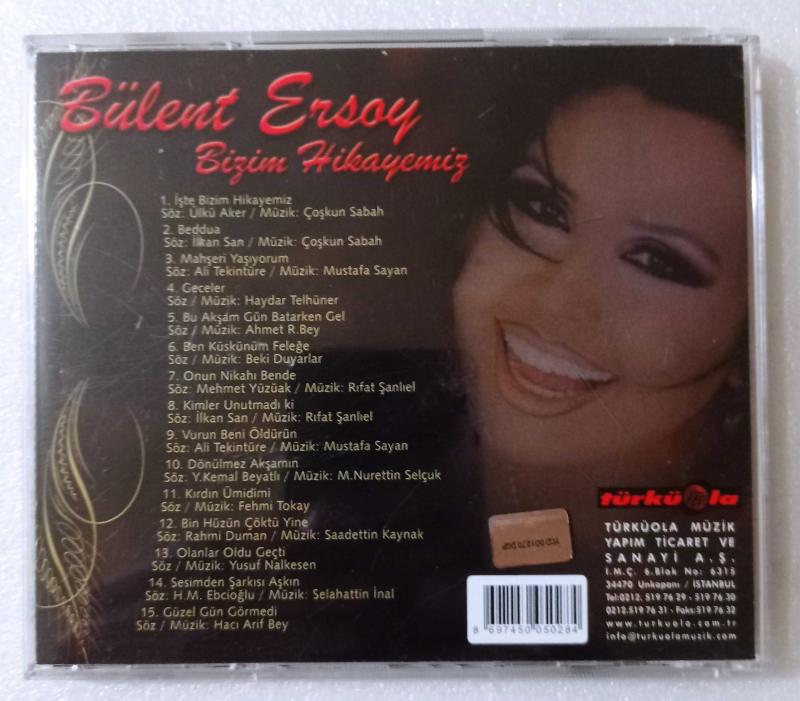 Bülent Ersoy
Bizim Hikayemiz
1. İşte Bizim Hikayemiz
Söz: Ülkü Aker / Müzik: Çoşkun Sabah
2. Beddua
Söz: İlkan San / Müzik: Çoşkun Sabah
3. Mahşeri Yaşıyorum
Söz: Ali Tekintüre / Müzik: Mustafa Sayan
4. Geceler
Söz / Müzik: Haydar Telhüner
5. Bu Akşam Gün Batarken Gel
Söz / Müzik: Ahmet R.Bey
6. Ben Küskünüm Feleğe
Söz / Müzik: Beki Duyarlar
7. Onun Nikahı Bende
Söz: Mehmet Yüzüak / Müzik: Rıfat Şanlıel
8. Kimler Unutmadı ki
Söz: İlkan San / Müzik: Rıfat Şanlıel
9. Vurun Beni Öldürün
Söz: Ali Tekintüre / Müzik: Mustafa Sayan
10. Dönülmez Akşamın
Söz: Y.Kemal Beyatlı / Müzik: M.Nurettin Selçuk
11. Kırdın Ümidimi
Söz / Müzik: Fehmi Tokay
12. Bin Hüzün Çöktü Yine
Söz: Rahmi Duman / Müzik: Saadettin Kaynak
13. Olanlar Oldu Geçti
Söz / Müzik: Yusuf Nalkesen
14. Sesimden Şarkısı Aşkın
Söz: H.M. Ebcioğlu / Müzik: Selahattin İnal
15. Güzel Gün Görmedi
Söz / Müzik: Hacı Arif Bey
türküola
TÜRKÜOLA MÜZİK
YAPIM TİCARET VE
SANAYİ A.Ş.
İ.M.Ç. 6.Blok No: 6315
34470 Unkapanı / İSTANBUL
Tel:0212. 519 76 29 - 519 76 30
0212.519 76 31 - Faks:519 76 32
www.turkuola.com.tr
info@turkuolamuzik.com
8 697450 050284